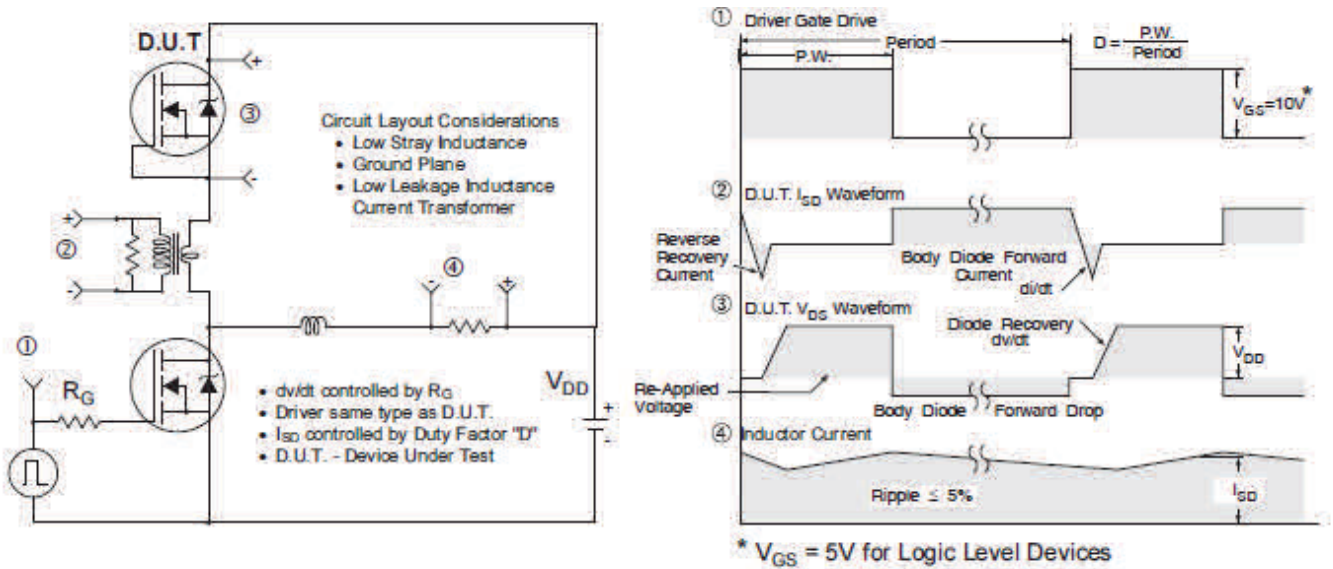 D.U.T
+
③
-
Circuit Layout Considerations
• Low Stray Inductance
• Ground Plane
• Low Leakage Inductance
Current Transformer
+
②
-
④
-
+
①
RG
VDD
+
-
• dv/dt controlled by RG
• Driver same type as D.U.T.
• ISD controlled by Duty Factor "D"
• D.U.T. - Device Under Test
① Driver Gate Drive
Period
P.W.
D = P.W.
Period
VGS=10V*
② D.U.T. ISD Waveform
Reverse
Recovery
Current
Body Diode Forward
Current
di/dt
③ D.U.T. VDS Waveform
Diode Recovery
dv/dt
VDD
Re-Applied
Voltage
Body Diode Forward Drop
④ Inductor Current
Ripple ≤ 5%
ISD
* VGS = 5V for Logic Level Devices